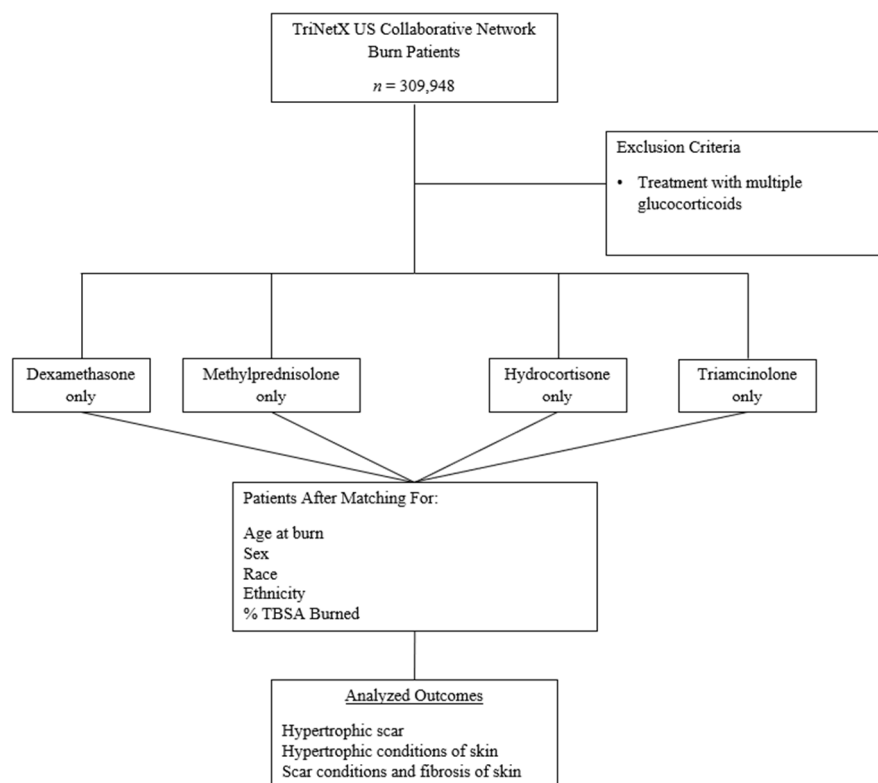 TriNetX US Collaborative Network
Burn Patients
n = 309,948
Exclusion Criteria
• Treatment with multiple
glucocorticoids
Dexamethasone
only
Methylprednisolone
only
Hydrocortisone
only
Triamcinolone
only
Patients After Matching For:
Age at burn
Sex
Race
Ethnicity
% TBSA Burned
Analyzed Outcomes
Hypertrophic scar
Hypertrophic conditions of skin
Scar conditions and fibrosis of skin